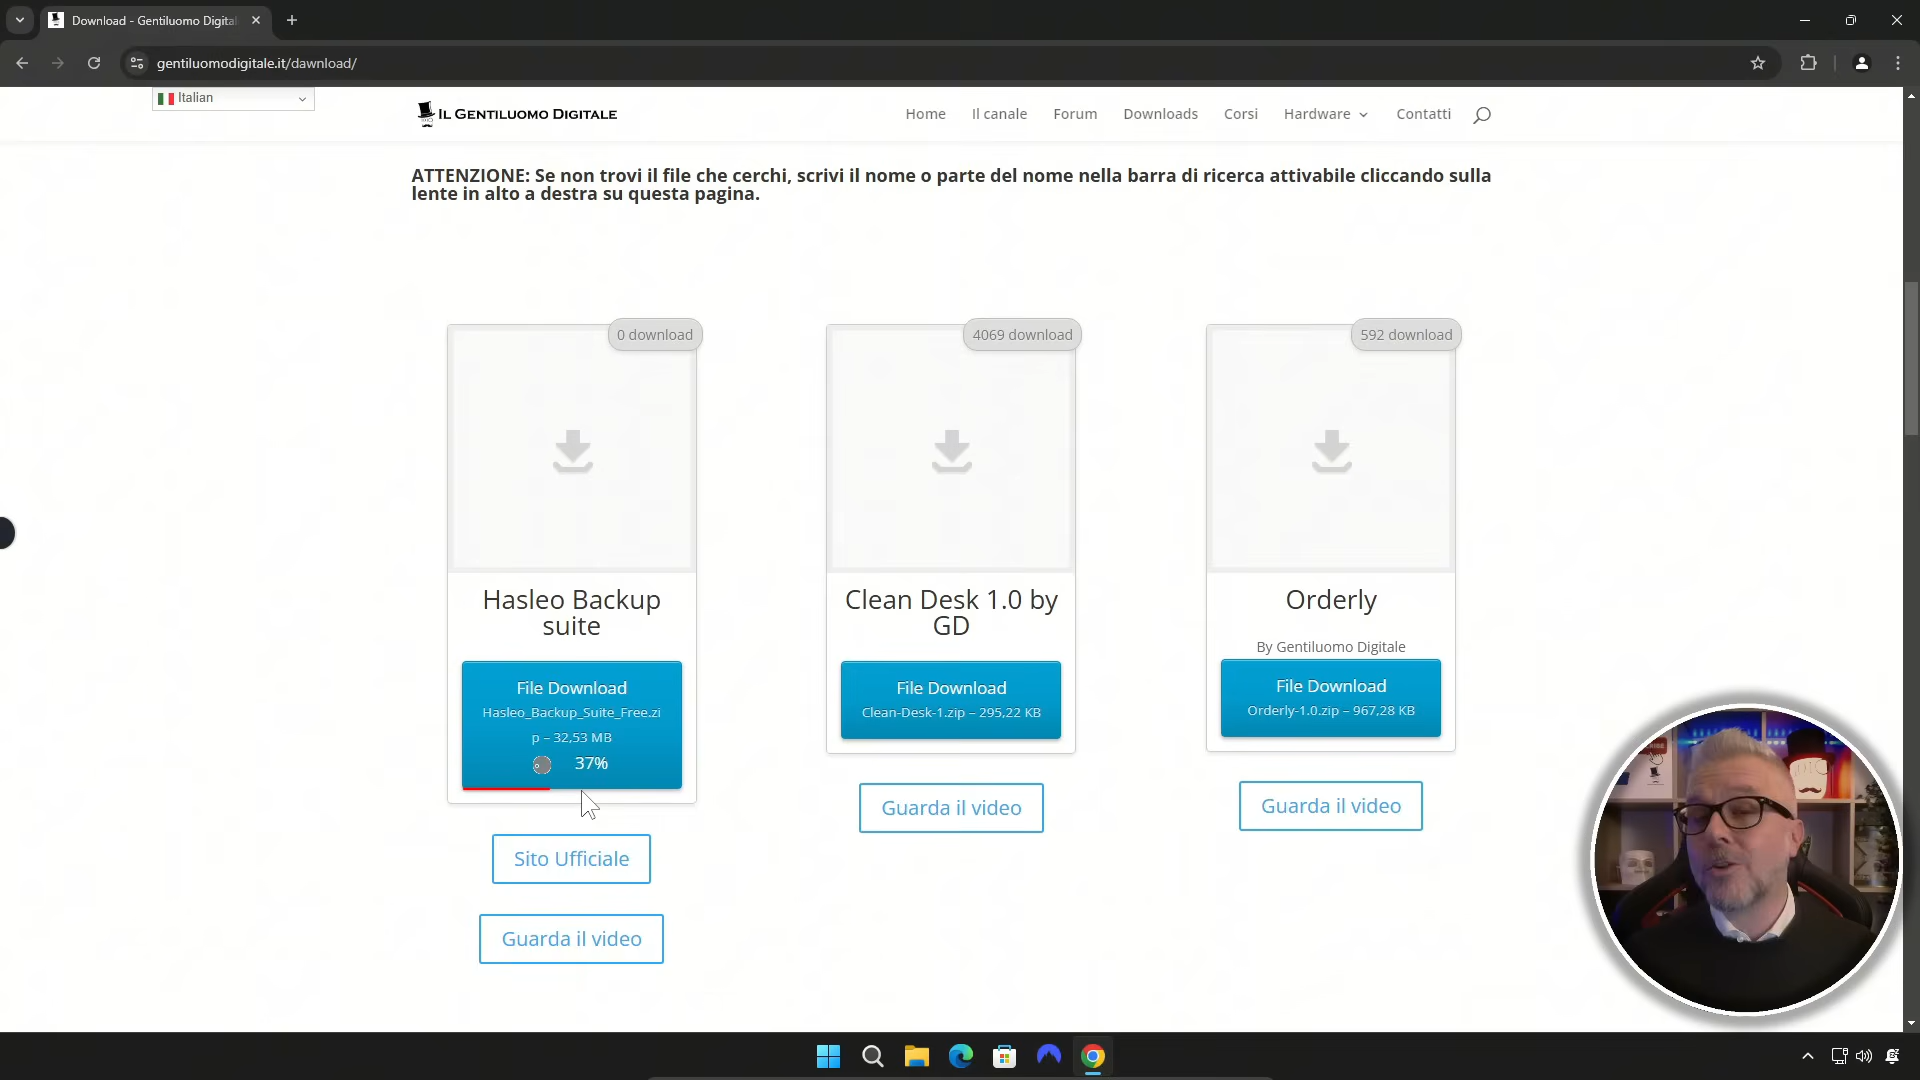 Download - Gentiluomo Digital
gentiluomodigitale.it/dawnload/
Italian
IL GENTILUOMO DIGITALE
Home
Il canale
Forum
Downloads
Corsi
Hardware
Contatti
ATTENZIONE: Se non trovi il file che cerchi, scrivi il nome o parte del nome nella barra di ricerca attivabile cliccando sulla
lente in alto a destra su questa pagina.
0 download
4069 download
592 download
Hasleo Backup
suite
File Download
Hasleo_Backup_Suite_Free.zi
p – 32,53 MB
37%
Sito Ufficiale
Guarda il video
Clean Desk 1.0 by
GD
File Download
Clean-Desk-1.zip – 295,22 KB
Guarda il video
Orderly
By Gentiluomo Digitale
File Download
Orderly-1.0.zip – 967,28 KB
Guarda il video